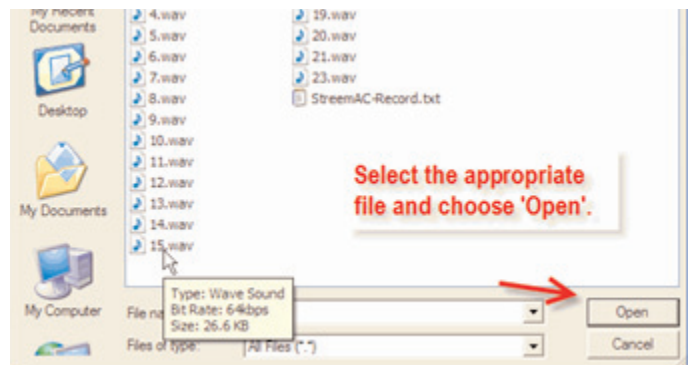 My Recent
Documents
Desktop
My Documents
My Computer
4.wav
5.wav
6.wav
7.wav
8.wav
9.wav
10.wav
11.wav
12.wav
13.wav
14.wav
15.wav
19.wav
20.wav
21.wav
23.wav
StreemAC-Record.txt
Select the appropriate
file and choose 'Open'.
Type: Wave Sound
Bit Rate: 64kbps
Size: 26.6 KB
File na
Open
Files of type:
All Files (*.*)
Cancel